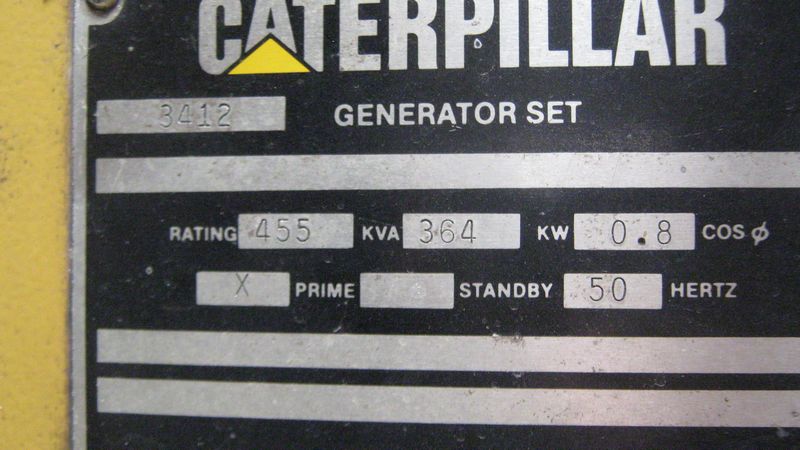 CATERPILLAR
3412 GENERATOR SET
RATING 455 KVA 364 KW 0.8 COS ø
X PRIME STANDBY 50 HERTZ